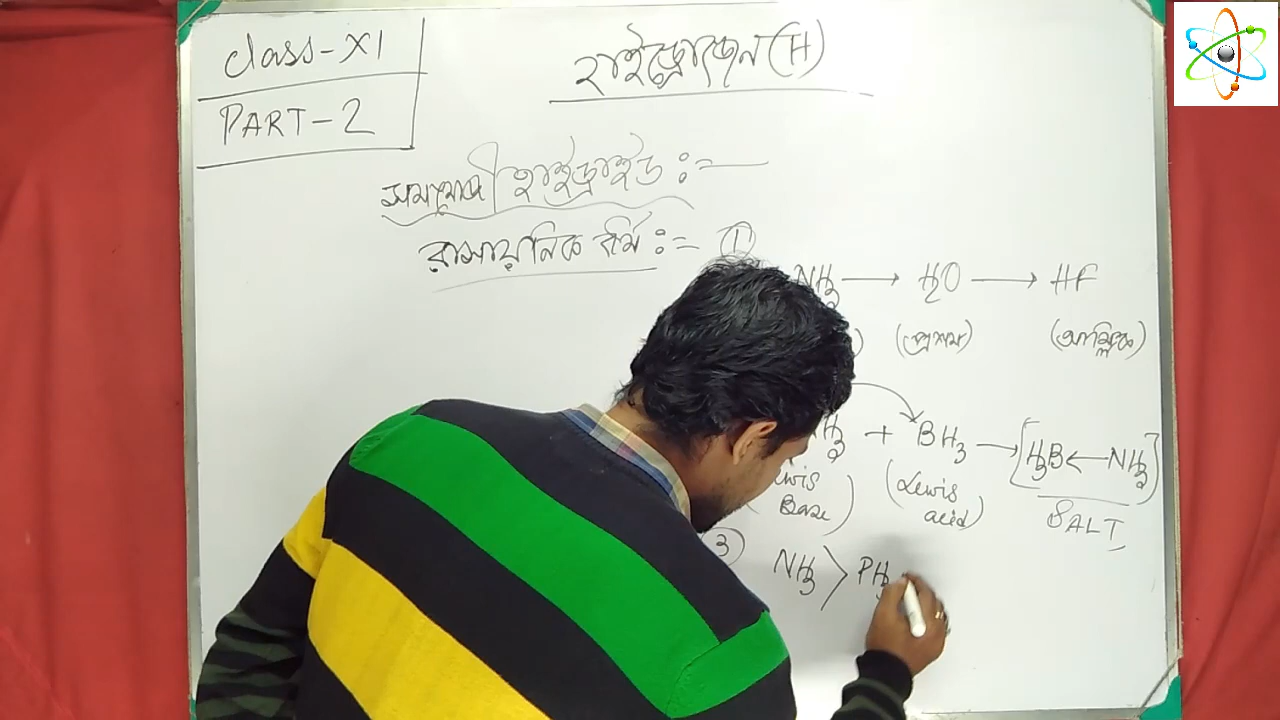 Class-XI
PART-2
হাইড্রোজেন (H)
সমযোজী হাইড্রাইড :-
রাসায়নিক ধর্ম :- ①
NH3 → H2O → HF
(প্রশম) (আম্লিক)
H3 + BH3 → [H3B ← NH3]
ewis Base) (Lewis acid) SALT
③ NH3 > PH3